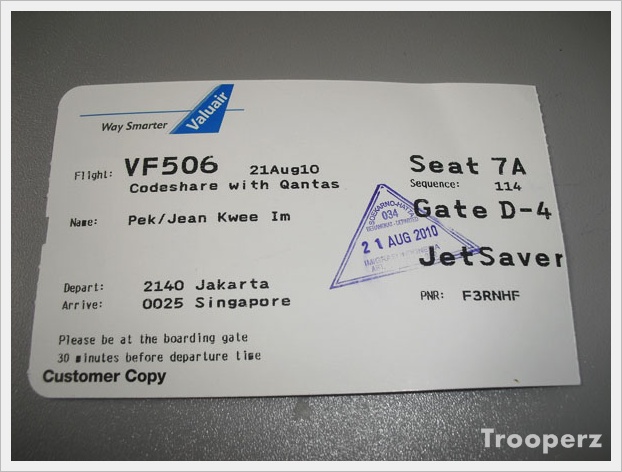 Way Smarter
Valuair
Flight: VF506 21Aug10
Codeshare with Qantas
Name: Pek/Jean Kwee Im
Depart: 2140 Jakarta
Arrive: 0025 Singapore
Please be at the boarding gate
30 minutes before departure time
Customer Copy
Seat 7A
Sequence: 114
Gate D-4
JetSaver
PNR: F3RNHF
SOEKARNO-HATTA
034
21 AUG 2010
Trooperz